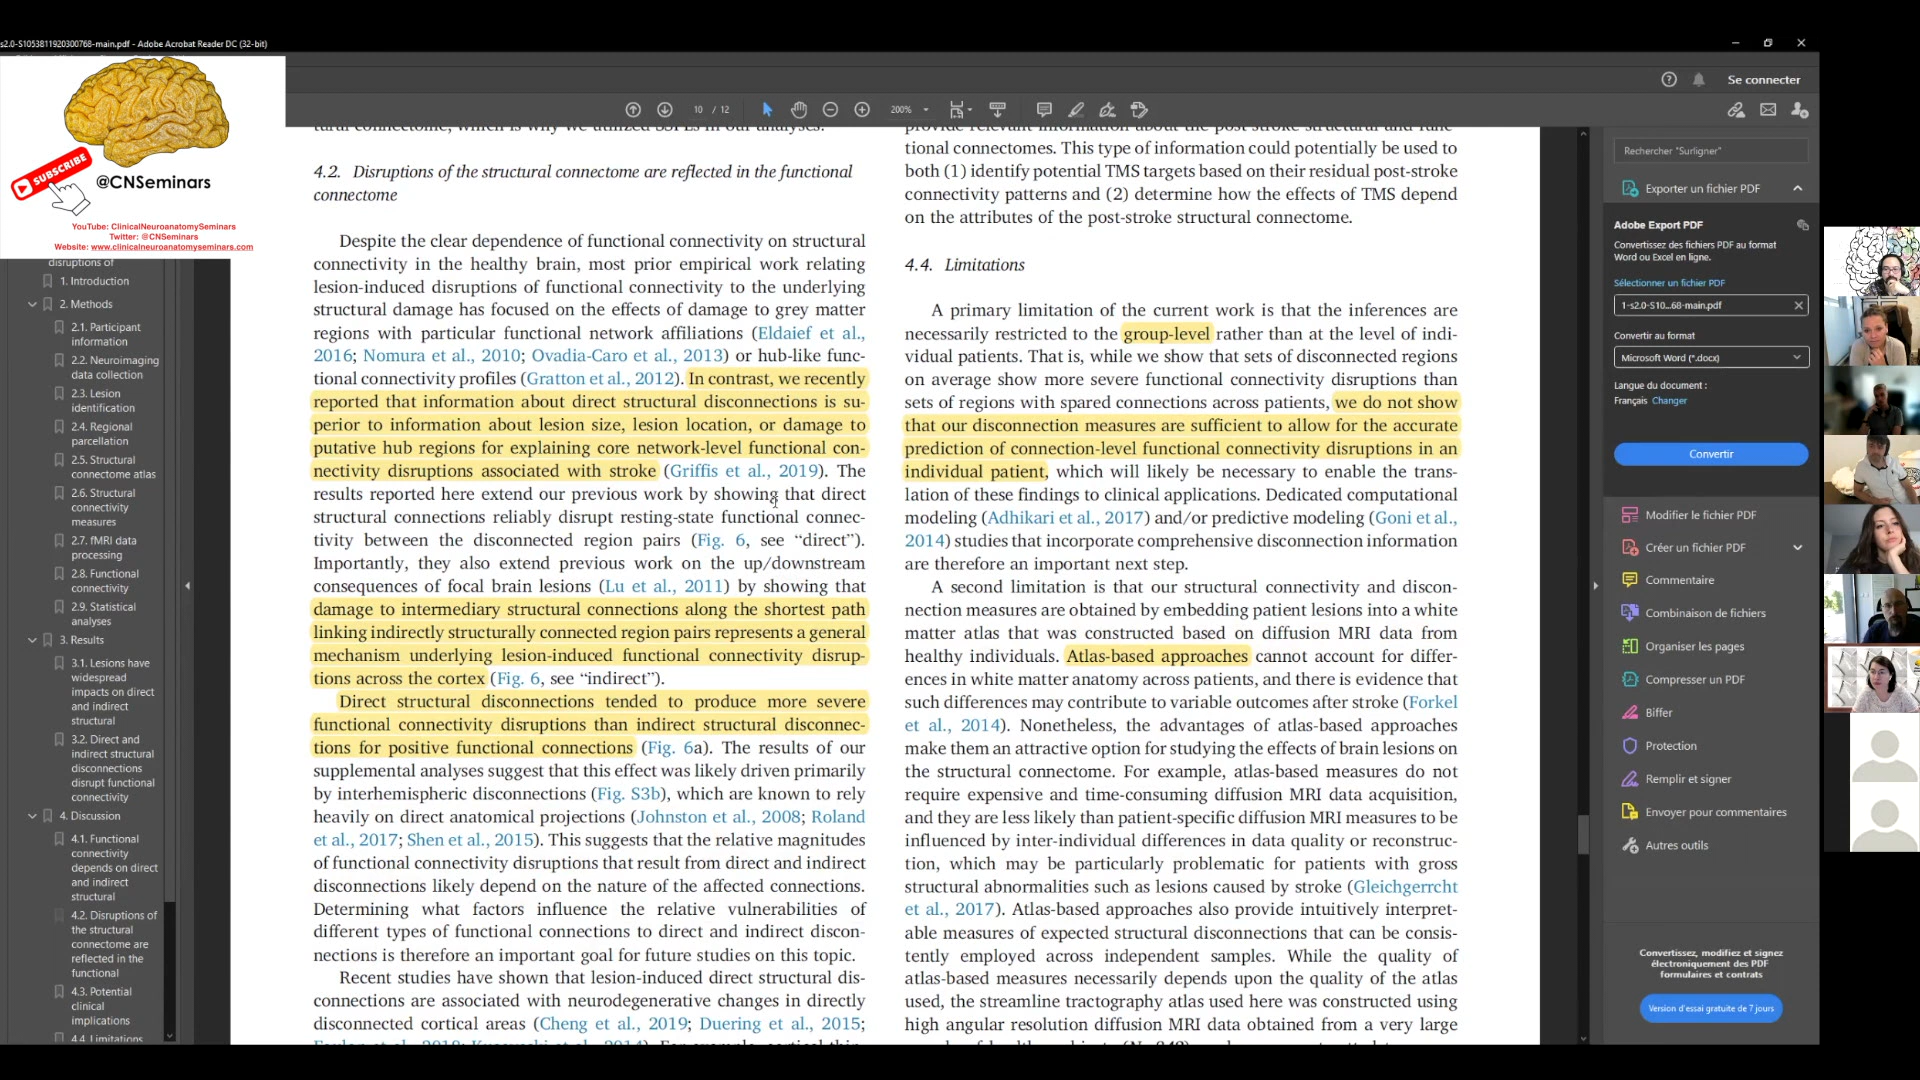 s2.0-S1053811920300768-main.pdf - Adobe Acrobat Reader DC (32-bit)
SUBSCRIBE
@CNSeminars
YouTube: ClinicalNeuroanatomySeminars
Twitter: @CNSeminars
Website: www.clinicalneuroanatomyseminars.com
Se connecter
10 / 12
200%
disruptions of
1. Introduction
2. Methods
2.1. Participant
information
2.2. Neuroimaging
data collection
2.3. Lesion
identification
2.4. Regional
parcellation
2.5. Structural
connectome atlas
2.6. Structural
connectivity
measures
2.7. fMRI data
processing
2.8. Functional
connectivity
2.9. Statistical
analyses
3. Results
3.1. Lesions have
widespread
impacts on direct
and indirect
structural
3.2. Direct and
indirect structural
disconnections
disrupt functional
connectivity
4. Discussion
4.1. Functional
connectivity
depends on direct
and indirect
structural
4.2. Disruptions of
the structural
connectome are
reflected in the
functional
4.3. Potential
clinical
implications
4.4. Limitations
4.2. Disruptions of the structural connectome are reflected in the functional
connectome
Despite the clear dependence of functional connectivity on structural
connectivity in the healthy brain, most prior empirical work relating
lesion-induced disruptions of functional connectivity to the underlying
structural damage has focused on the effects of damage to grey matter
regions with particular functional network affiliations (Eldaief et al.,
2016; Nomura et al., 2010; Ovadia-Caro et al., 2013) or hub-like func-
tional connectivity profiles (Gratton et al., 2012). In contrast, we recently
reported that information about direct structural disconnections is su-
perior to information about lesion size, lesion location, or damage to
putative hub regions for explaining core network-level functional con-
nectivity disruptions associated with stroke (Griffis et al., 2019). The
results reported here extend our previous work by showing that direct
structural connections reliably disrupt resting-state functional connec-
tivity between the disconnected region pairs (Fig. 6, see “direct”).
Importantly, they also extend previous work on the up/downstream
consequences of focal brain lesions (Lu et al., 2011) by showing that
damage to intermediary structural connections along the shortest path
linking indirectly structurally connected region pairs represents a general
mechanism underlying lesion-induced functional connectivity disrup-
tions across the cortex (Fig. 6, see “indirect”).
Direct structural disconnections tended to produce more severe
functional connectivity disruptions than indirect structural disconnec-
tions for positive functional connections (Fig. 6a). The results of our
supplemental analyses suggest that this effect was likely driven primarily
by interhemispheric disconnections (Fig. S3b), which are known to rely
heavily on direct anatomical projections (Johnston et al., 2008; Roland
et al., 2017; Shen et al., 2015). This suggests that the relative magnitudes
of functional connectivity disruptions that result from direct and indirect
disconnections likely depend on the nature of the affected connections.
Determining what factors influence the relative vulnerabilities of
different types of functional connections to direct and indirect discon-
nections is therefore an important goal for future studies on this topic.
Recent studies have shown that lesion-induced direct structural dis-
connections are associated with neurodegenerative changes in directly
disconnected cortical areas (Cheng et al., 2019; Duering et al., 2015;
tional connectomes. This type of information could potentially be used to
both (1) identify potential TMS targets based on their residual post-stroke
connectivity patterns and (2) determine how the effects of TMS depend
on the attributes of the post-stroke structural connectome.
4.4. Limitations
A primary limitation of the current work is that the inferences are
necessarily restricted to the group-level rather than at the level of indi-
vidual patients. That is, while we show that sets of disconnected regions
on average show more severe functional connectivity disruptions than
sets of regions with spared connections across patients, we do not show
that our disconnection measures are sufficient to allow for the accurate
prediction of connection-level functional connectivity disruptions in an
individual patient, which will likely be necessary to enable the trans-
lation of these findings to clinical applications. Dedicated computational
modeling (Adhikari et al., 2017) and/or predictive modeling (Goni et al.,
2014) studies that incorporate comprehensive disconnection information
are therefore an important next step.
A second limitation is that our structural connectivity and discon-
nection measures are obtained by embedding patient lesions into a white
matter atlas that was constructed based on diffusion MRI data from
healthy individuals. Atlas-based approaches cannot account for differ-
ences in white matter anatomy across patients, and there is evidence that
such differences may contribute to variable outcomes after stroke (Forkel
et al., 2014). Nonetheless, the advantages of atlas-based approaches
make them an attractive option for studying the effects of brain lesions on
the structural connectome. For example, atlas-based measures do not
require expensive and time-consuming diffusion MRI data acquisition,
and they are less likely than patient-specific diffusion MRI measures to be
influenced by inter-individual differences in data quality or reconstruc-
tion, which may be particularly problematic for patients with gross
structural abnormalities such as lesions caused by stroke (Gleichgerrcht
et al., 2017). Atlas-based approaches also provide intuitively interpret-
able measures of expected structural disconnections that can be consis-
tently employed across independent samples. While the quality of
atlas-based measures necessarily depends upon the quality of the atlas
used, the streamline tractography atlas used here was constructed using
high angular resolution diffusion MRI data obtained from a very large
Rechercher "Surligner"
Exporter un fichier PDF
Adobe Export PDF
Convertissez des fichiers PDF au format
Word ou Excel en ligne.
Sélectionner un fichier PDF
1-s2.0-S10...68-main.pdf
Convertir au format
Microsoft Word (*.docx)
Langue du document :
Français Changer
Convertir
Modifier le fichier PDF
Créer un fichier PDF
Commentaire
Combinaison de fichiers
Organiser les pages
Compresser un PDF
Biffer
Protection
Remplir et signer
Envoyer pour commentaires
Autres outils
Convertissez, modifiez et signez
électroniquement des PDF
formulaires et contrats
Version d'essai gratuite de 7 jours